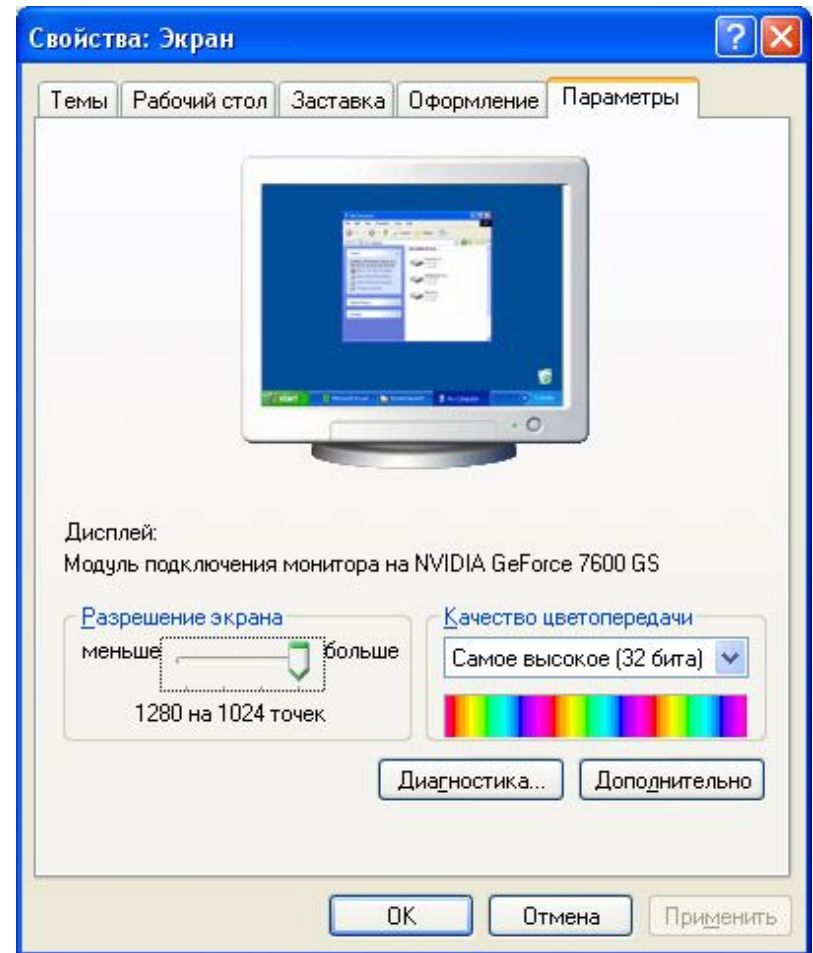 Свойства: Экран
Темы Рабочий стол Заставка Оформление Параметры
Дисплей:
Модуль подключения монитора на NVIDIA GeForce 7600 GS
Разрешение экрана
меньше больше
1280 на 1024 точек
Качество цветопередачи
Самое высокое (32 бита)
Диагностика... Дополнительно
OK Отмена Применить